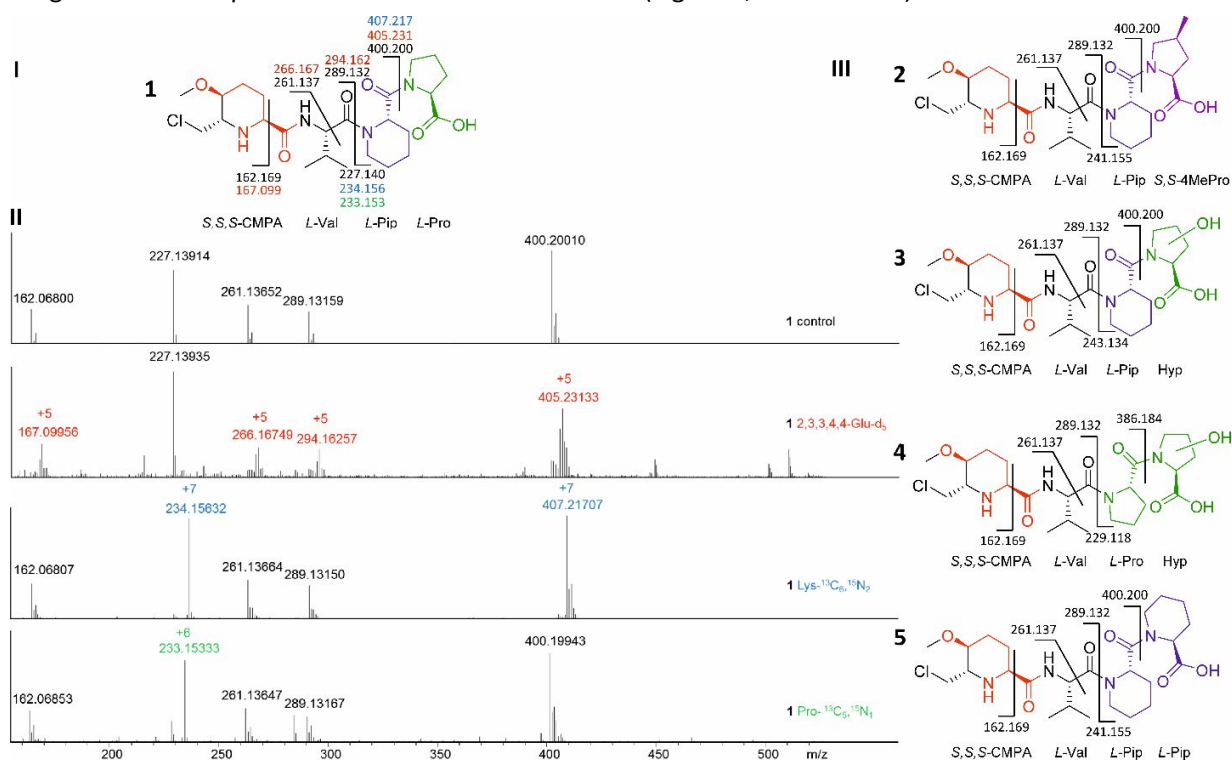 I
1
407.217
405.231
400.200
294.162
289.132
266.167
261.137
O
Cl
N
H
NH
O
H
N
O
N
O
N
O
OH
162.169
167.099
227.140
234.156
233.153
S,S,S-CMPA L-Val L-Pip L-Pro
II
162.06800
227.13914
261.13652
289.13159
400.20010
1 control
+5
167.09956
227.13935
+5
266.16749
+5
294.16257
+5
405.23133
1 2,3,3,4,4-Glu-d5
162.06807
+7
234.15632
261.13664
289.13150
+7
407.21707
1 Lys-13C6,15N2
162.06853
+6
233.15333
261.13647
289.13167
400.19943
1 Pro-13C5,15N1
200 250 300 350 400 450 500 m/z
III
2
261.137
289.132
400.200
162.169
241.155
S,S,S-CMPA L-Val L-Pip S,S-4MePro
3
261.137
289.132
400.200
OH
162.169
243.134
S,S,S-CMPA L-Val L-Pip Hyp
4
261.137
289.132
386.184
OH
162.169
229.118
S,S,S-CMPA L-Val L-Pro Hyp
5
261.137
289.132
400.200
162.169
241.155
S,S,S-CMPA L-Val L-Pip L-Pip